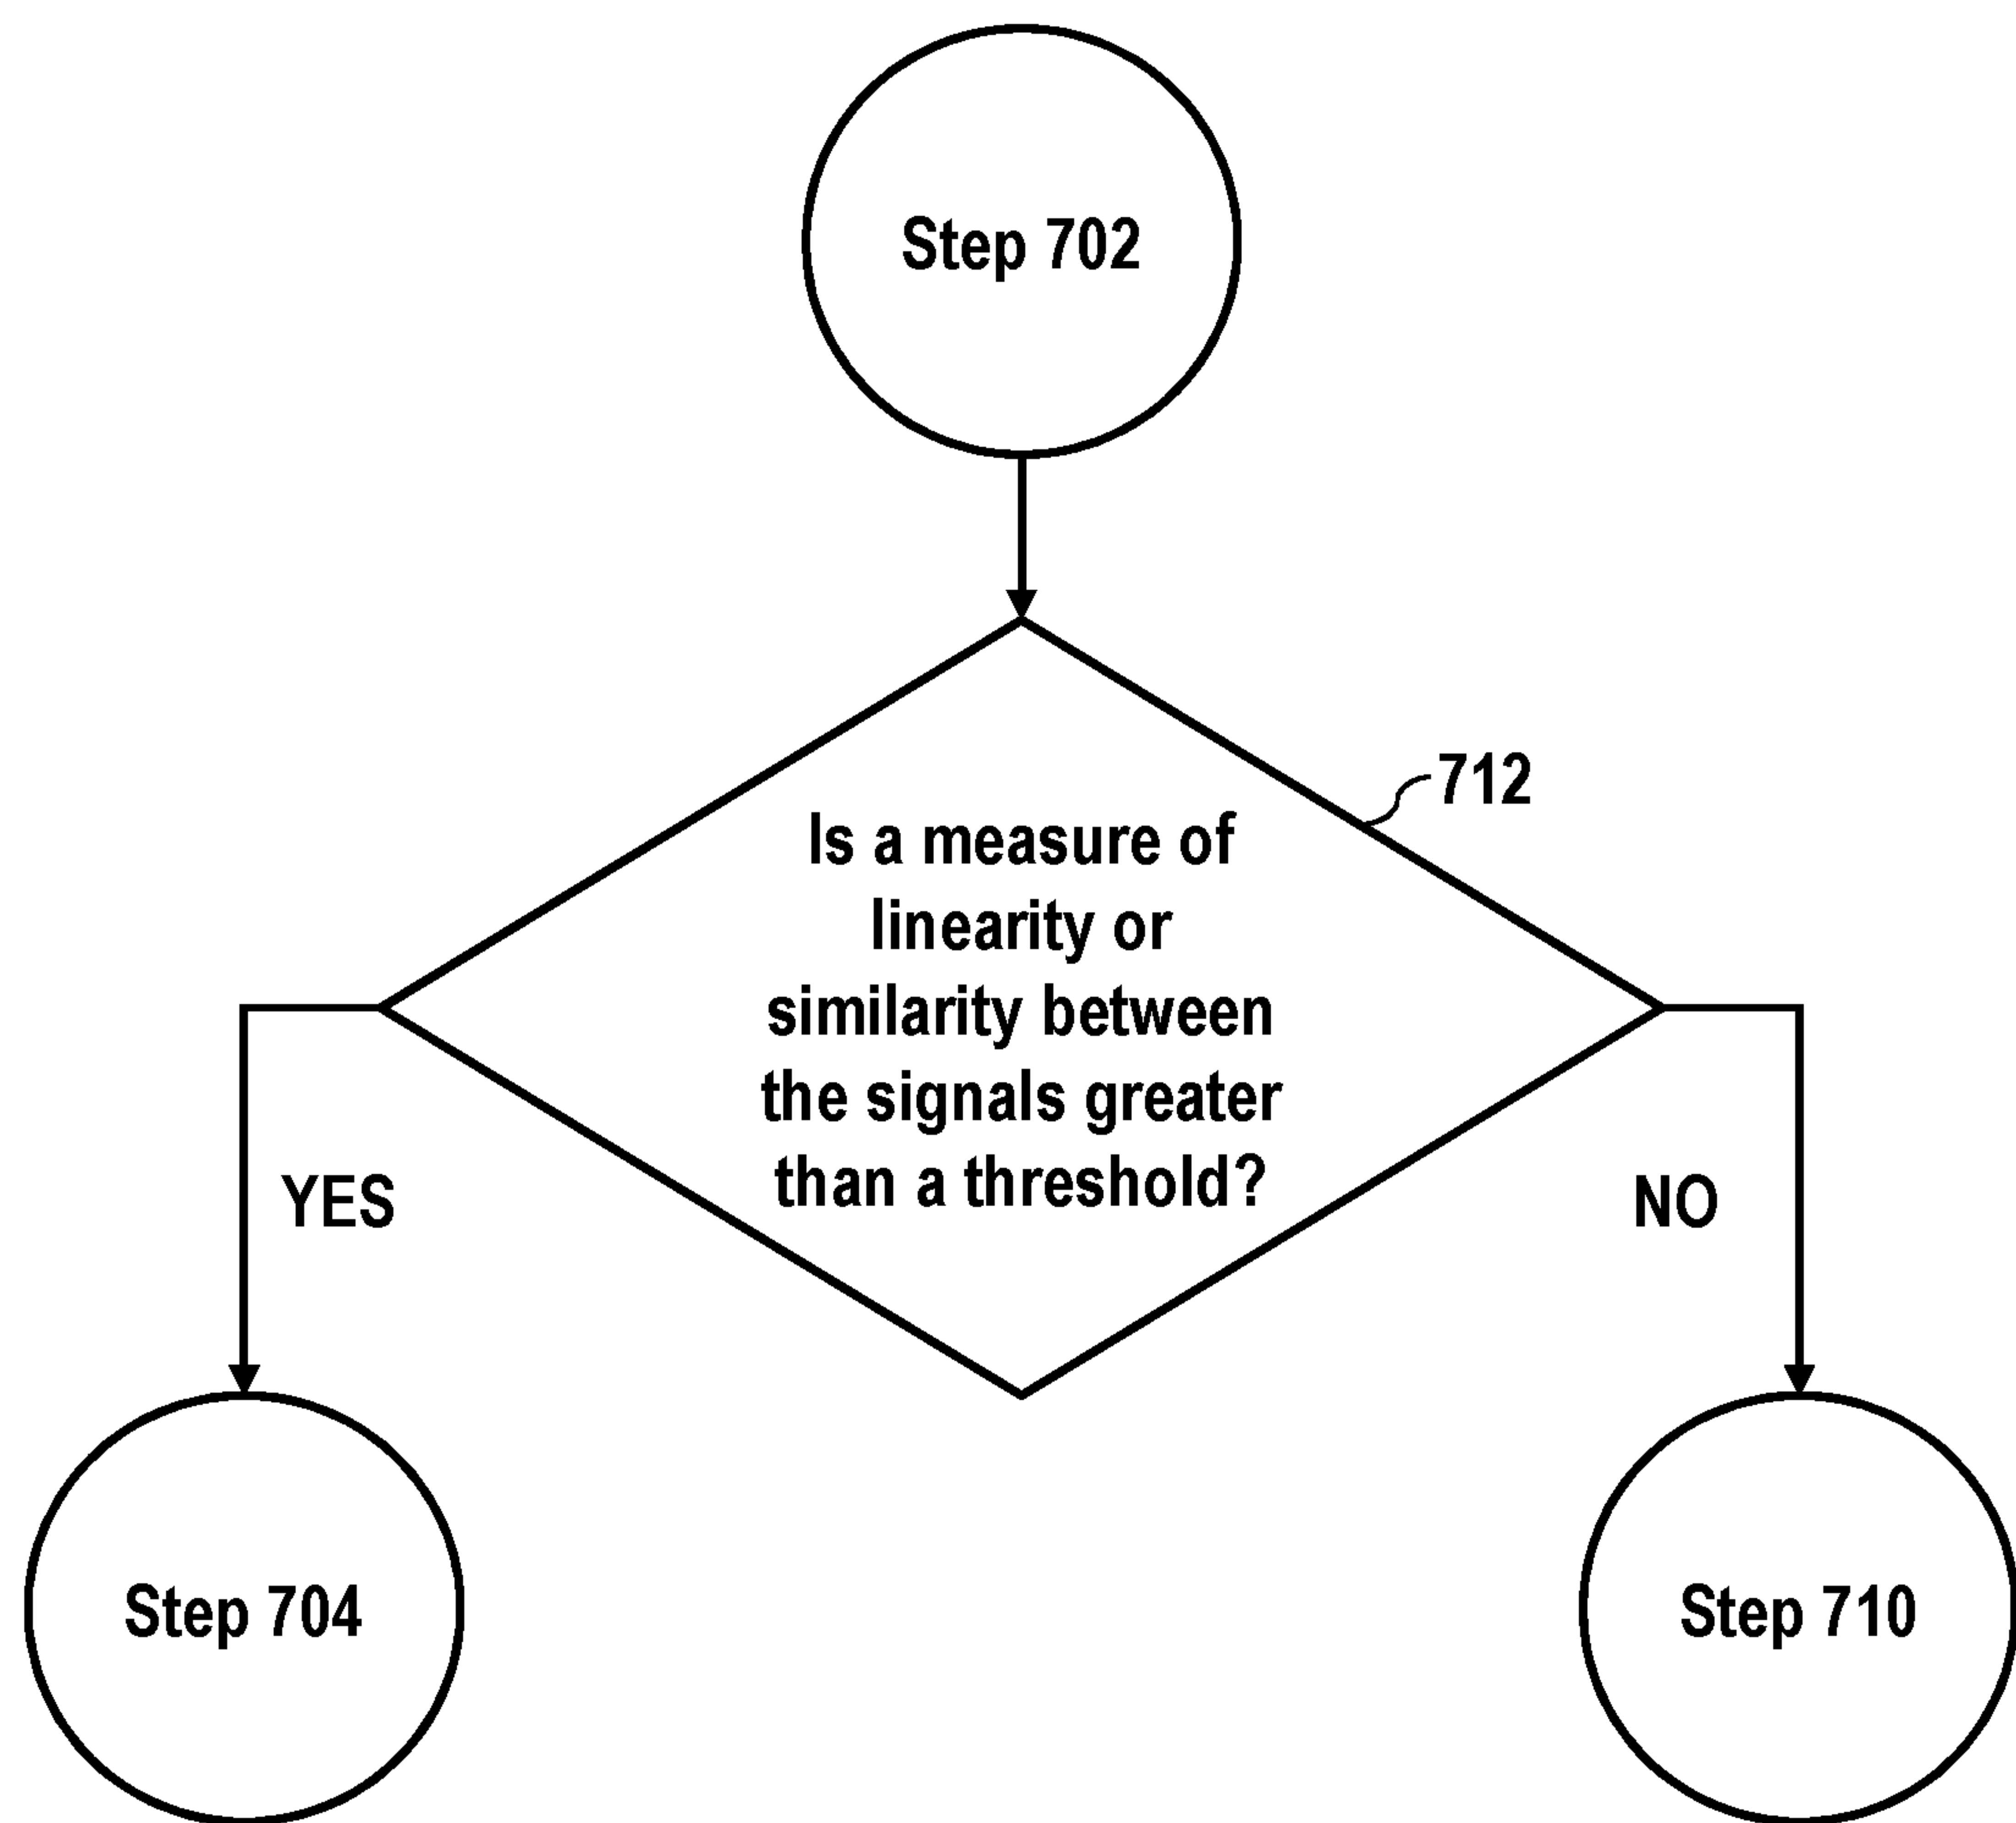 Step 702
712
Is a measure of
linearity or
similarity between
the signals greater
than a threshold?
YES
NO
Step 704
Step 710